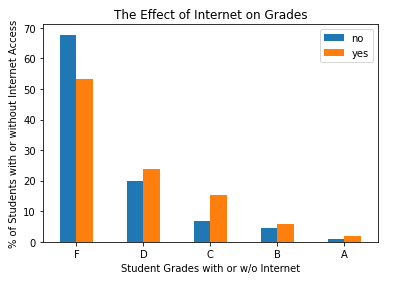 The Effect of Internet on Grades
% of Students with or without Internet Access
70
60
50
40
30
20
10
0
no
yes
F D C B A
Student Grades with or w/o Internet